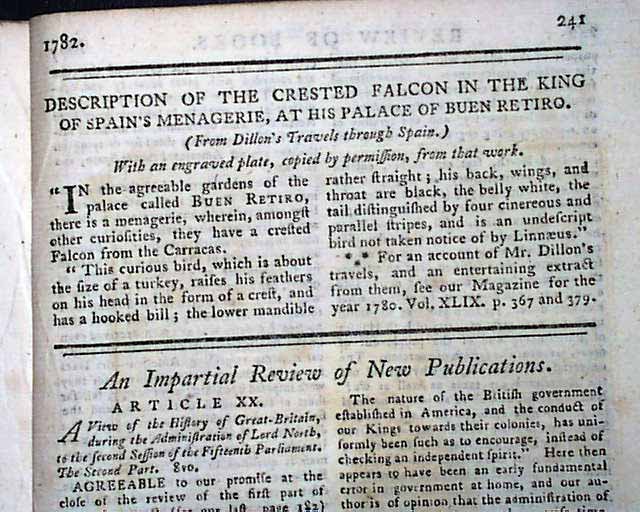 1782.
241
DESCRIPTION OF THE CRESTED FALCON IN THE KING
OF SPAIN'S MENAGERIE, AT HIS PALACE OF BUEN RETIRO.
(From Dillon's Travels through Spain.)
With an engraved plate, copied by permiſſion, from that work.
"IN the agreeable gardens of the
palace called BUEN RETIRO,
there is a menagerie, wherein, amongſt
other curioſities, they have a creſted
Falcon from the Carracas.
" This curious bird, which is about
the ſize of a turkey, raiſes his feathers
on his head in the form of a creſt, and
has a hooked bill ; the lower mandible
rather ſtraight ; his back, wings, and
throat are black, the belly white, the
tail diſtinguiſhed by four cinereous and
parallel ſtripes, and is an undeſcript
bird not taken notice of by Linnæus."
*⁎* For an account of Mr. Dillon's
travels, and an entertaining extract
from them, ſee our Magazine for the
year 1780. Vol. XLIX. p. 367 and 379.
An Impartial Review of New Publications.
ARTICLE XX.
A View of the Hiſtory of Great-Britain,
during the Adminiſtration of Lord North,
to the ſecond Seſſion of the Fifteenth Parliament.
The Second Part. 8vo.
AGREEABLE to our promiſe at the
cloſe of the review of the firſt part of
(ſee our laſt, page 182)
The nature of the Britiſh government
eſtabliſhed in America, and the conduct of
our Kings towards their colonies, has uni-
formly been ſuch as to encourage, inſtead of
checking an independent ſpirit." Here then
appears to have been an early fundamental
error in government at home, and our au-
thor is of opinion, that the adminiſtration of
time